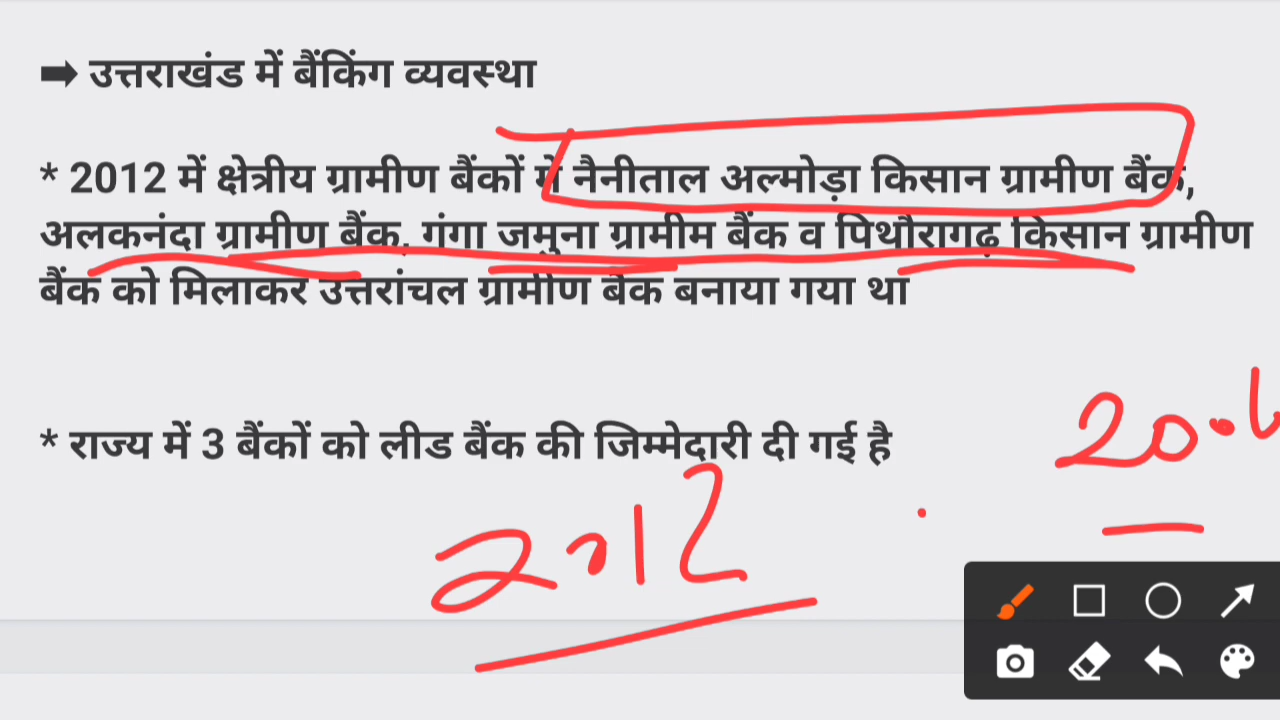 ➡ उत्तराखंड में बैंकिंग व्यवस्था
* 2012 में क्षेत्रीय ग्रामीण बैंकों में नैनीताल अल्मोड़ा किसान ग्रामीण बैंक,
अलकनंदा ग्रामीण बैंक, गंगा जमुना ग्रामीम बैंक व पिथौरागढ़ किसान ग्रामीण
बैंक को मिलाकर उत्तरांचल ग्रामीण बैंक बनाया गया था
* राज्य में 3 बैंकों को लीड बैंक की जिम्मेदारी दी गई है
2012